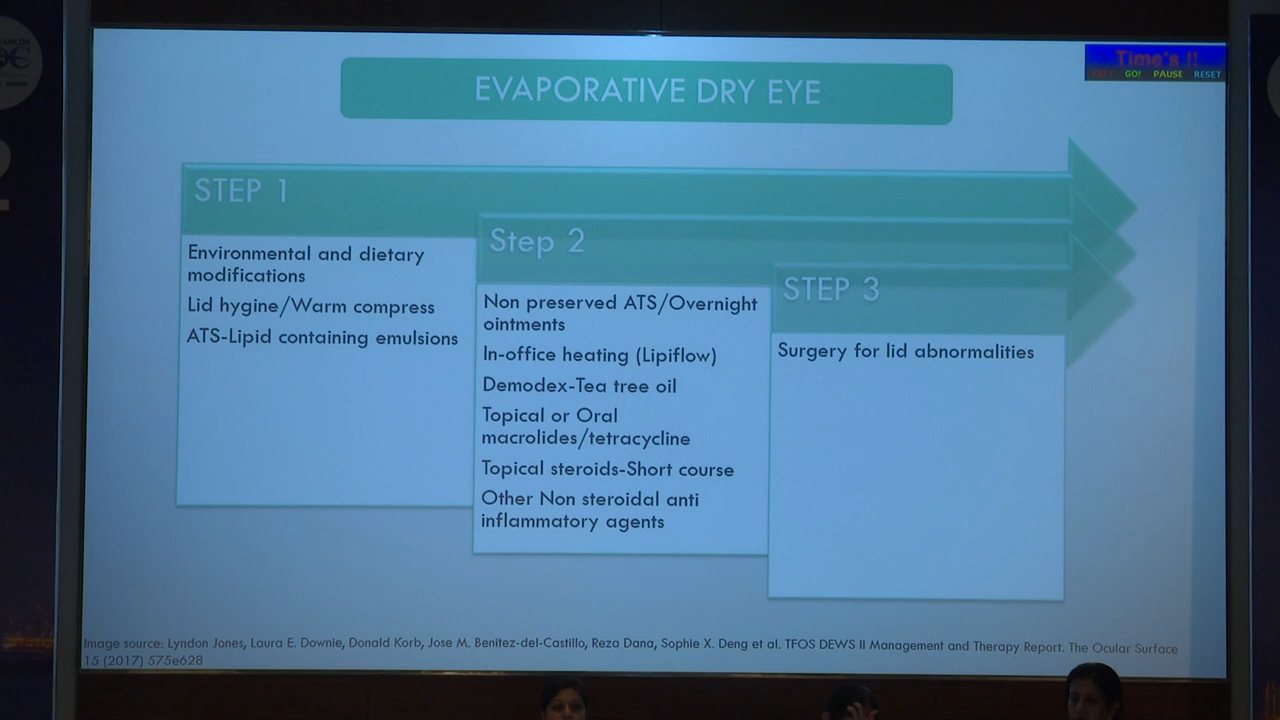 EVAPORATIVE DRY EYE
Time's !!
GO! PAUSE RESET
STEP 1
Environmental and dietary
modifications
Lid hygine/Warm compress
ATS-Lipid containing emulsions
Step 2
Non preserved ATS/Overnight
ointments
In-office heating (Lipiflow)
Demodex-Tea tree oil
Topical or Oral
macrolides/tetracycline
Topical steroids-Short course
Other Non steroidal anti
inflammatory agents
STEP 3
Surgery for lid abnormalities
Image source: Lyndon Jones, Laura E. Downie, Donald Korb, Jose M. Benitez-del-Castillo, Reza Dana, Sophie X. Deng et al. TFOS DEWS II Management and Therapy Report. The Ocular Surface
15 (2017) 575e628
2